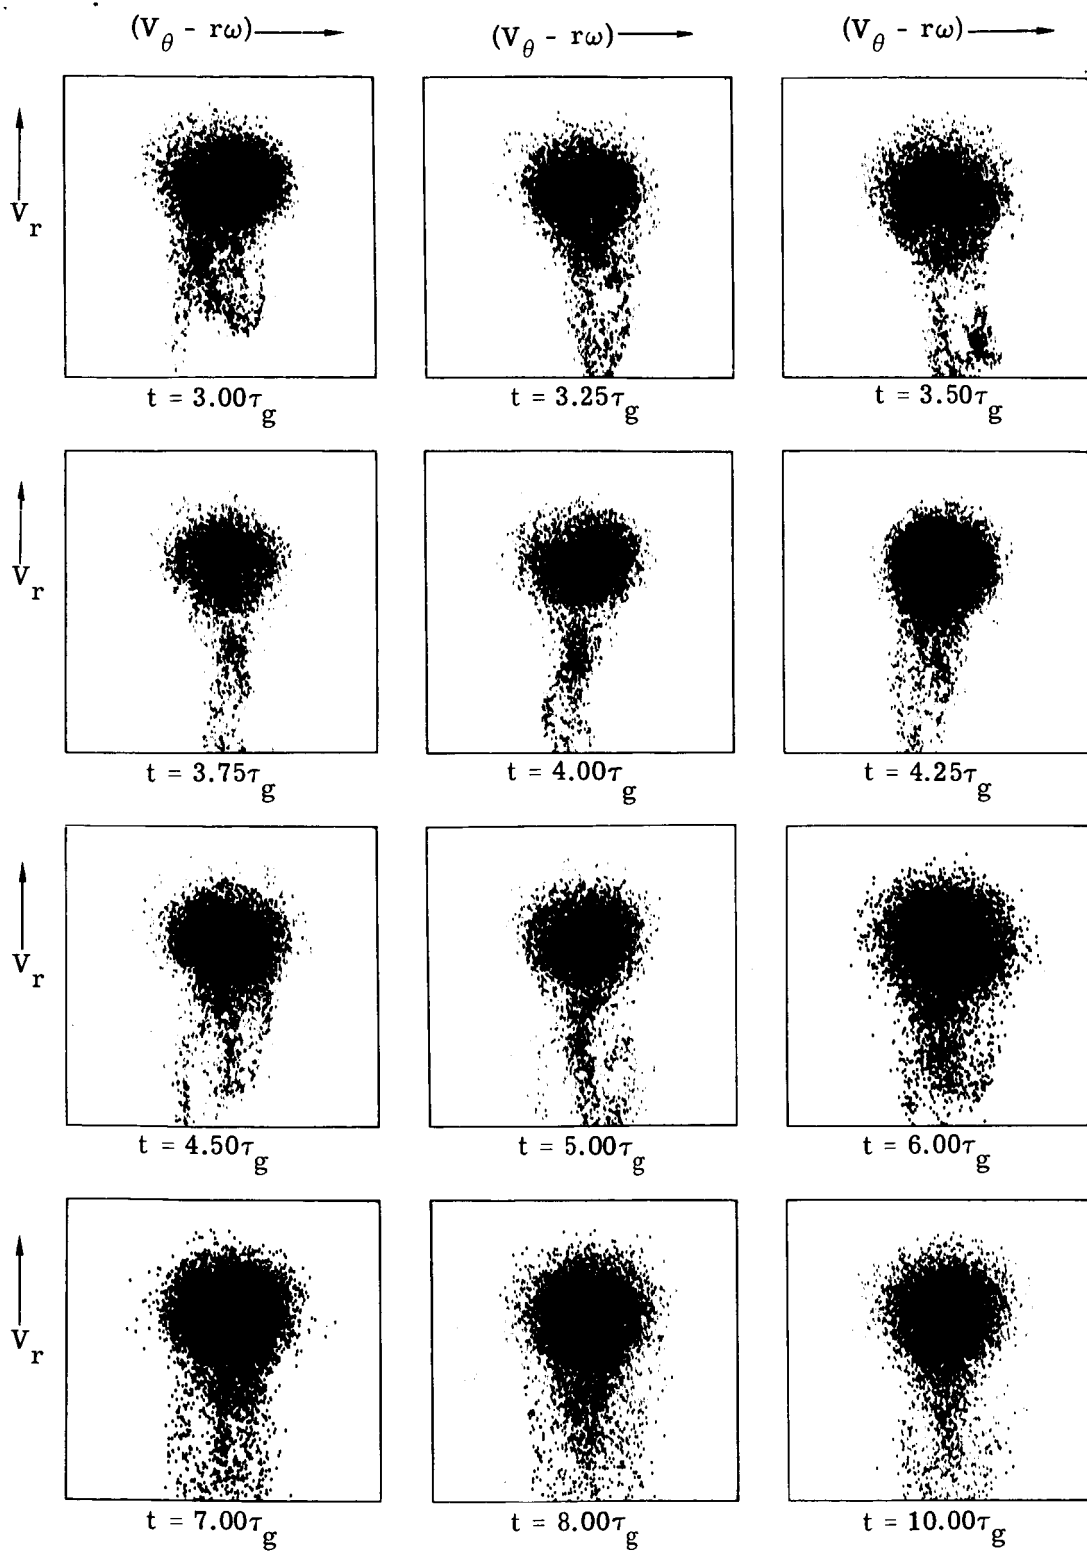 (V_θ - rω)⟶ (V_θ - rω)⟶ (V_θ - rω)⟶
V_r
t = 3.00τ_g t = 3.25τ_g t = 3.50τ_g
V_r
t = 3.75τ_g t = 4.00τ_g t = 4.25τ_g
V_r
t = 4.50τ_g t = 5.00τ_g t = 6.00τ_g
V_r
t = 7.00τ_g t = 8.00τ_g t = 10.00τ_g